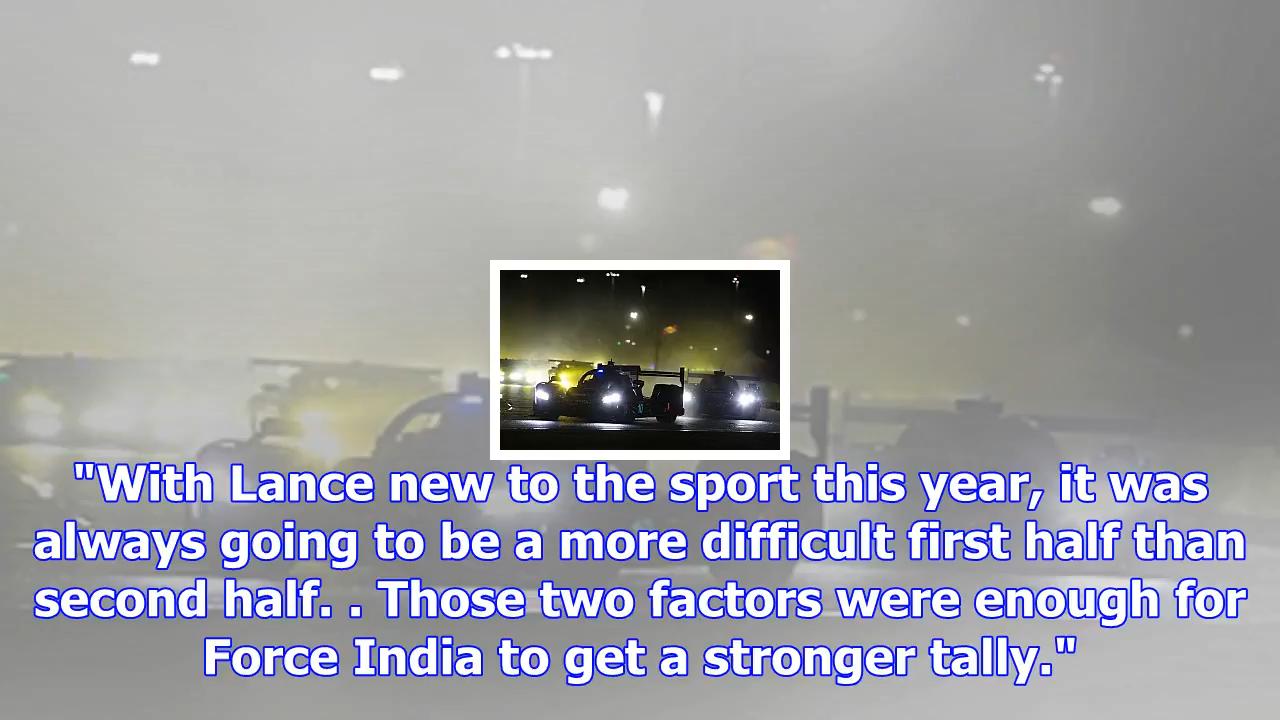 "With Lance new to the sport this year, it was
always going to be a more difficult first half than
second half. . Those two factors were enough for
Force India to get a stronger tally."